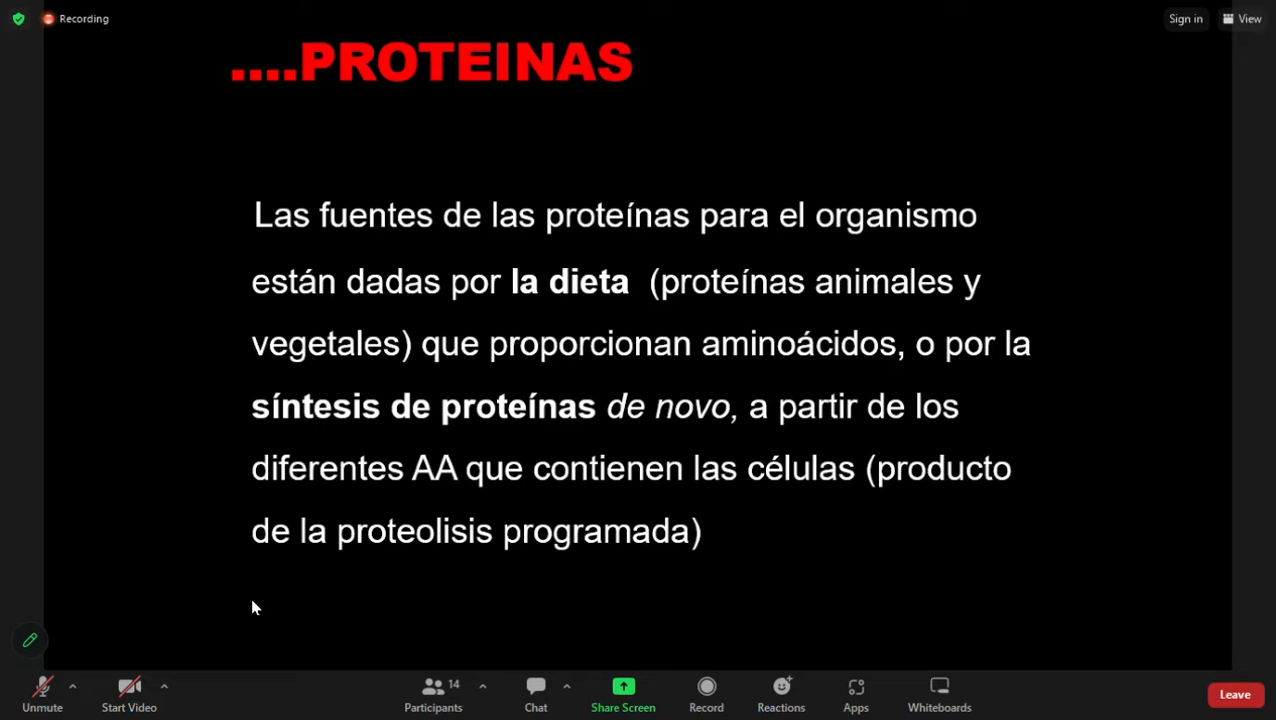 Recording
Sign in
View
....PROTEINAS
Las fuentes de las proteínas para el organismo
están dadas por la dieta (proteínas animales y
vegetales) que proporcionan aminoácidos, o por la
síntesis de proteínas de novo, a partir de los
diferentes AA que contienen las células (producto
de la proteolisis programada)
14
Unmute
Start Video
Participants
Chat
Share Screen
Record
Reactions
Apps
Whiteboards
Leave